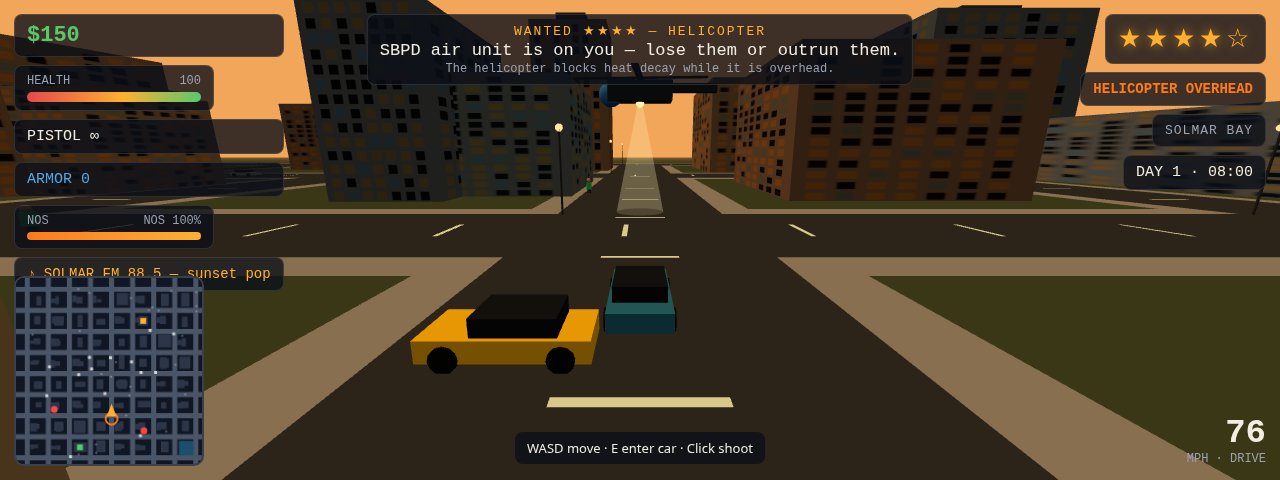 $150
HEALTH 100
PISTOL ∞
ARMOR 0
NOS NOS 100%
♪ SOLMAR FM 88.5 — sunset pop
WANTED ★★★★ — HELICOPTER
SBPD air unit is on you — lose them or outrun them.
The helicopter blocks heat decay while it is overhead.
★★★★☆
HELICOPTER OVERHEAD
SOLMAR BAY
DAY 1 · 08:00
WASD move · E enter car · Click shoot
76
MPH · DRIVE